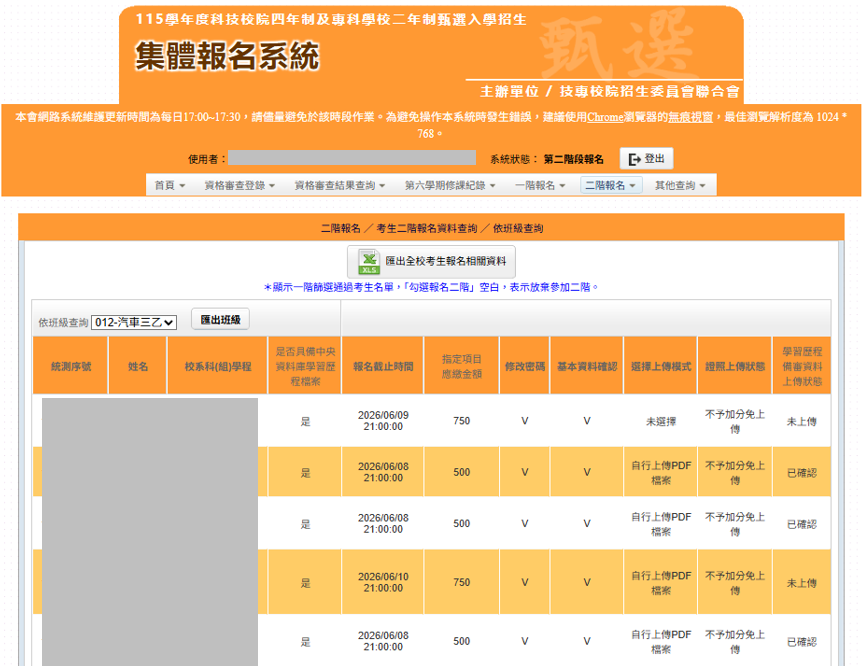 115學年度科技校院四年制及專科學校二年制甄選入學招生
甄選
集體報名系統
主辦單位 / 技專校院招生委員會聯合會
本會網路系統維護更新時間為每日17:00~17:30，請儘量避免於該時段作業。為避免操作本系統時發生錯誤，建議使用Chrome瀏覽器的無痕視窗，最佳瀏覽解析度為 1024 *
768。
使用者： 系統狀態： 第二階段報名 登出
首頁 資格審查登錄 資格審查結果查詢 第六學期修課紀錄 一階報名 二階報名 其他查詢
二階報名 ／ 考生二階報名資料查詢 ／ 依班級查詢
XLS 匯出全校考生報名相關資料
＊顯示一階篩選通過考生名單，「勾選報名二階」空白，表示放棄參加二階。
依班級查詢 012-汽車三乙 匯出班級
統測序號
姓名
校系科(組)學程
是否具備中央
資料庫學習歷
程檔案
報名截止時間
指定項目
應繳金額
修改密碼
基本資料確認
選擇上傳模式
證照上傳狀態
學習歷程
備審資料
上傳狀態
是
2026/06/09
21:00:00
750
V
V
未選擇
不予加分免上
傳
未上傳
是
2026/06/08
21:00:00
500
V
V
自行上傳PDF
檔案
不予加分免上
傳
已確認
是
2026/06/08
21:00:00
500
V
V
自行上傳PDF
檔案
不予加分免上
傳
已確認
是
2026/06/10
21:00:00
750
V
V
自行上傳PDF
檔案
不予加分免上
傳
未上傳
是
2026/06/08
21:00:00
500
V
V
自行上傳PDF
檔案
不予加分免上
傳
已確認